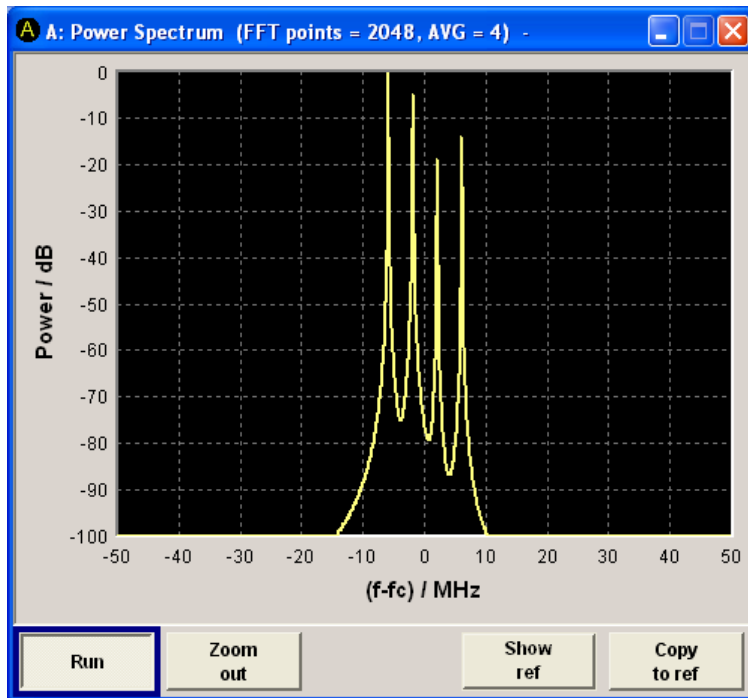 A A: Power Spectrum (FFT points = 2048, AVG = 4) -
0
-10
-20
-30
-40
-50
-60
-70
-80
-90
-100
Power / dB
-50 -40 -30 -20 -10 0 10 20 30 40 50
(f-fc) / MHz
Run
Zoom
out
Show
ref
Copy
to ref